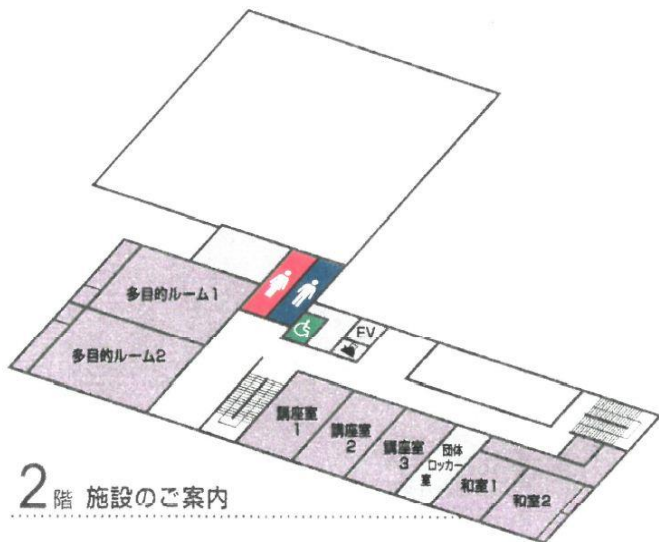 多目的ルーム1
多目的ルーム2
EV
講座室
1
講座室
2
講座室
3
団体
ロッカー
室
和室1
和室2
2階 施設のご案内